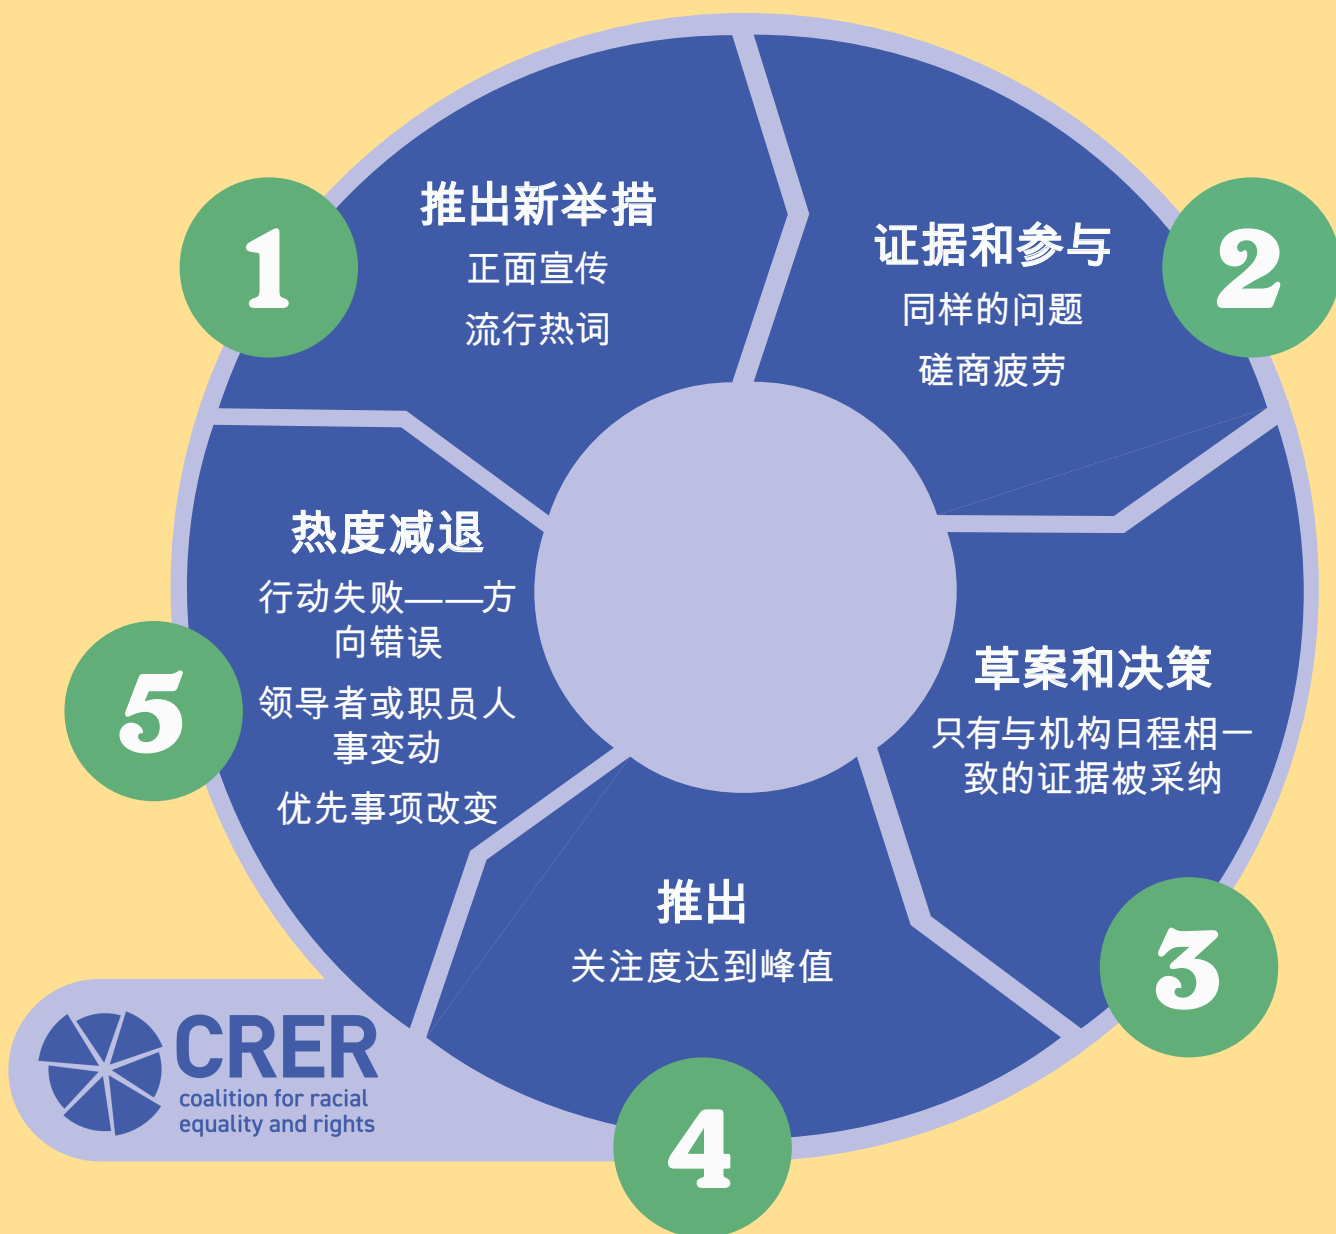 1
推出新举措
正面宣传
流行热词
2
证据和参与
同样的问题
磋商疲劳
3
草案和决策
只有与机构日程相一
致的证据被采纳
4
推出
关注度达到峰值
5
热度减退
行动失败——方
向错误
领导者或职员人
事变动
优先事项改变
CRER
coalition for racial
equality and rights